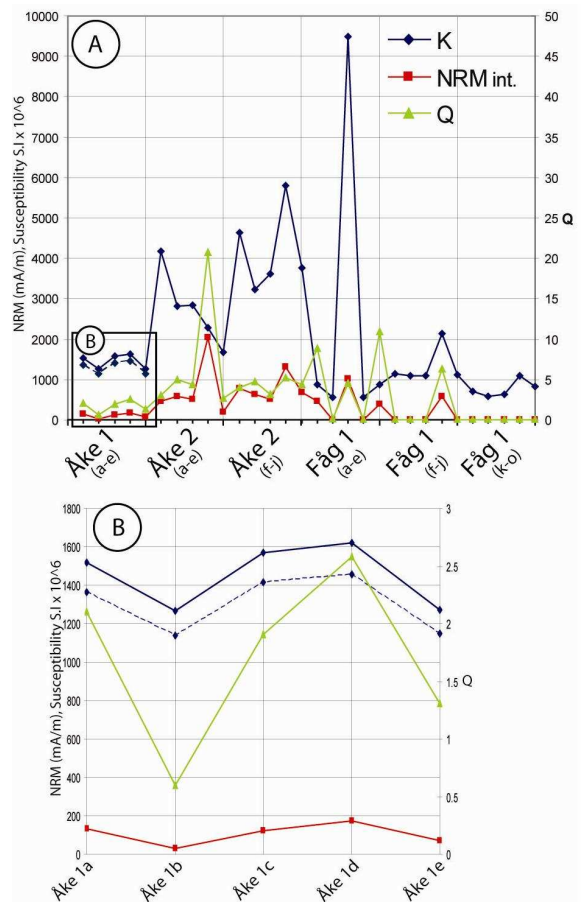 A
K
NRM int.
Q
10000
9000
8000
7000
6000
5000
4000
3000
2000
1000
0
NRM (mA/m), Susceptibility S.I x 10^6
50
45
40
35
30
25
20
15
10
5
0
Q
B
Åke 1
(a-e)
Åke 2
(a-e)
Åke 2
(f-j)
Fåg 1
(a-e)
Fåg 1
(f-j)
Fåg 1
(k-o)
B
1800
1600
1400
1200
1000
800
600
400
200
0
NRM (mA/m), Susceptibility S.I x 10^6
3
2.5
2
1.5
1
0.5
0
Q
Åke 1a
Åke 1b
Åke 1c
Åke 1d
Åke 1e